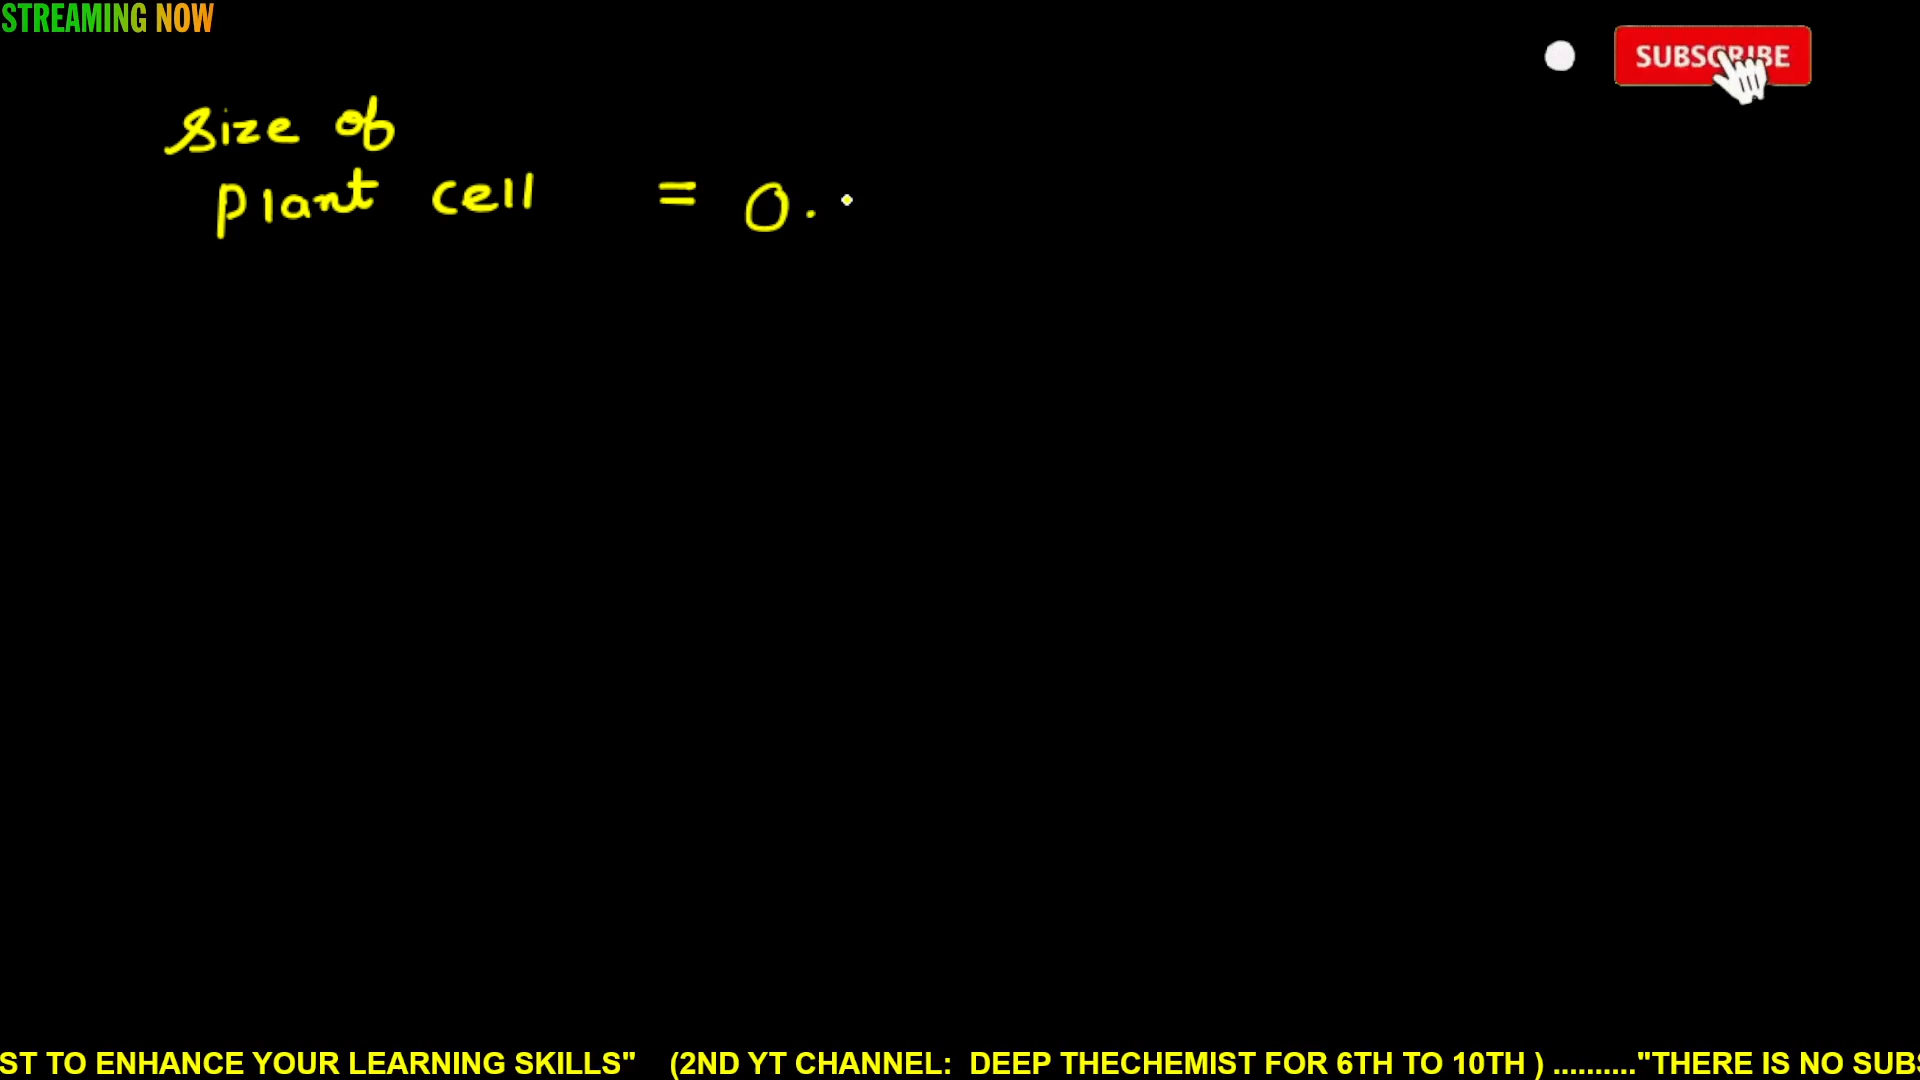 STREAMING NOW
SUBSCRIBE
Size of
plant cell = 0.
ST TO ENHANCE YOUR LEARNING SKILLS" (2ND YT CHANNEL: DEEP THECHEMIST FOR 6TH TO 10TH ) .........."THERE IS NO SUBS